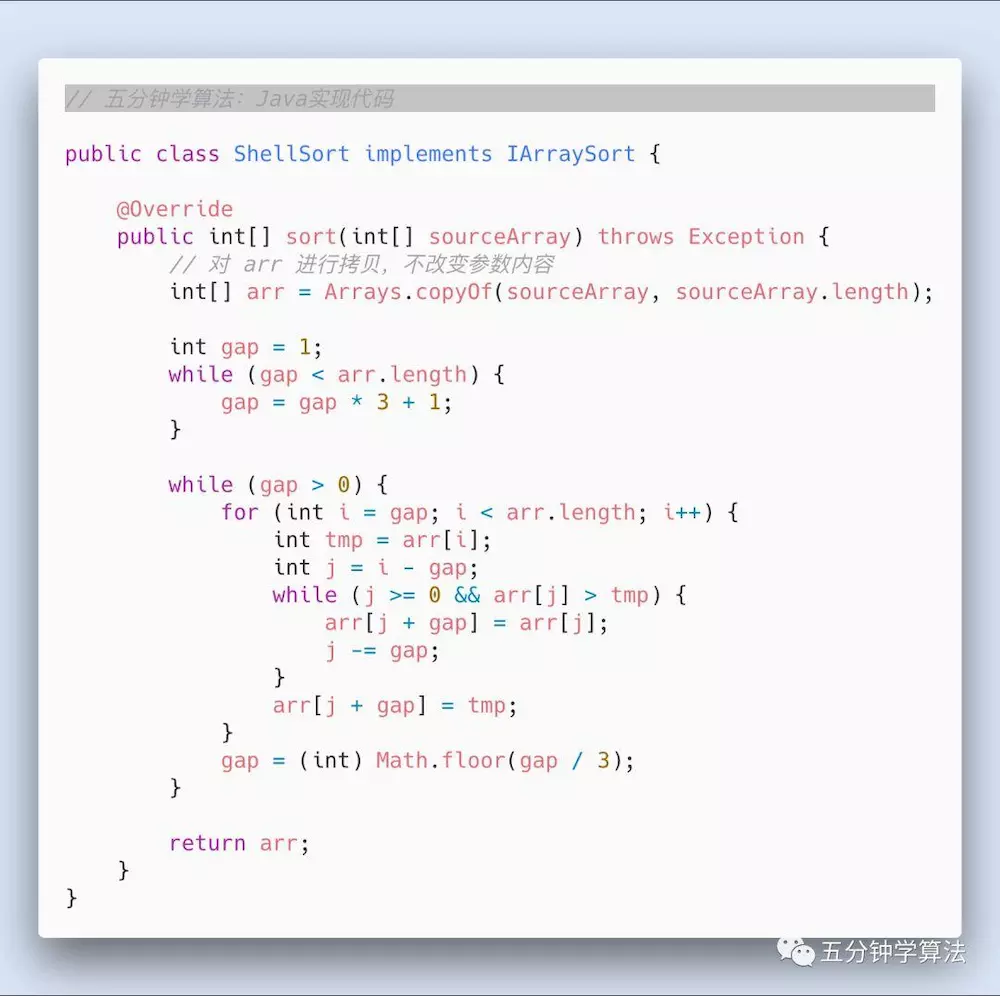 // 五分钟学算法：Java实现代码
public class ShellSort implements IArraySort {
@Override
public int[] sort(int[] sourceArray) throws Exception {
// 对 arr 进行拷贝，不改变参数内容
int[] arr = Arrays.copyOf(sourceArray, sourceArray.length);
int gap = 1;
while (gap < arr.length) {
gap = gap * 3 + 1;
}
while (gap > 0) {
for (int i = gap; i < arr.length; i++) {
int tmp = arr[i];
int j = i - gap;
while (j >= 0 && arr[j] > tmp) {
arr[j + gap] = arr[j];
j -= gap;
}
arr[j + gap] = tmp;
}
gap = (int) Math.floor(gap / 3);
}
return arr;
}
}
五分钟学算法